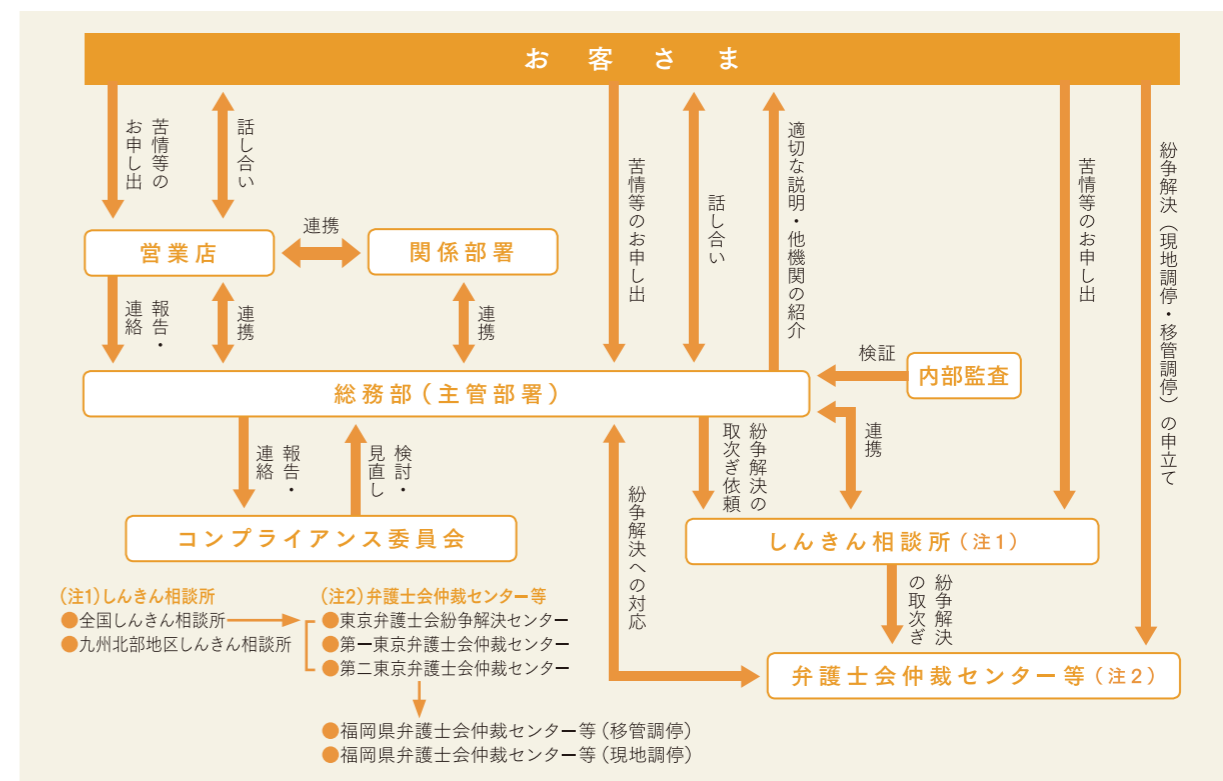 お客さま
苦情等の
お申し出
話し合い
苦情等のお申し出
話し合い
適切な説明・他機関の紹介
苦情等のお申し出
紛争解決（現地調停・移管調停）の申立て
営業店
連携
関係部署
報告・
連絡
連携
連携
検証
内部監査
総務部（主管部署）
報告・
連絡
検討・
見直し
紛争解決への対応
紛争解決の
取次ぎ依頼
連携
コンプライアンス委員会
しんきん相談所（注1）
紛争解決
の取次ぎ
弁護士会仲裁センター等（注2）
（注1）しんきん相談所
●全国しんきん相談所
●九州北部地区しんきん相談所
（注2）弁護士会仲裁センター等
●東京弁護士会紛争解決センター
●第一東京弁護士会仲裁センター
●第二東京弁護士会仲裁センター
●福岡県弁護士会仲裁センター等（移管調停）
●福岡県弁護士会仲裁センター等（現地調停）